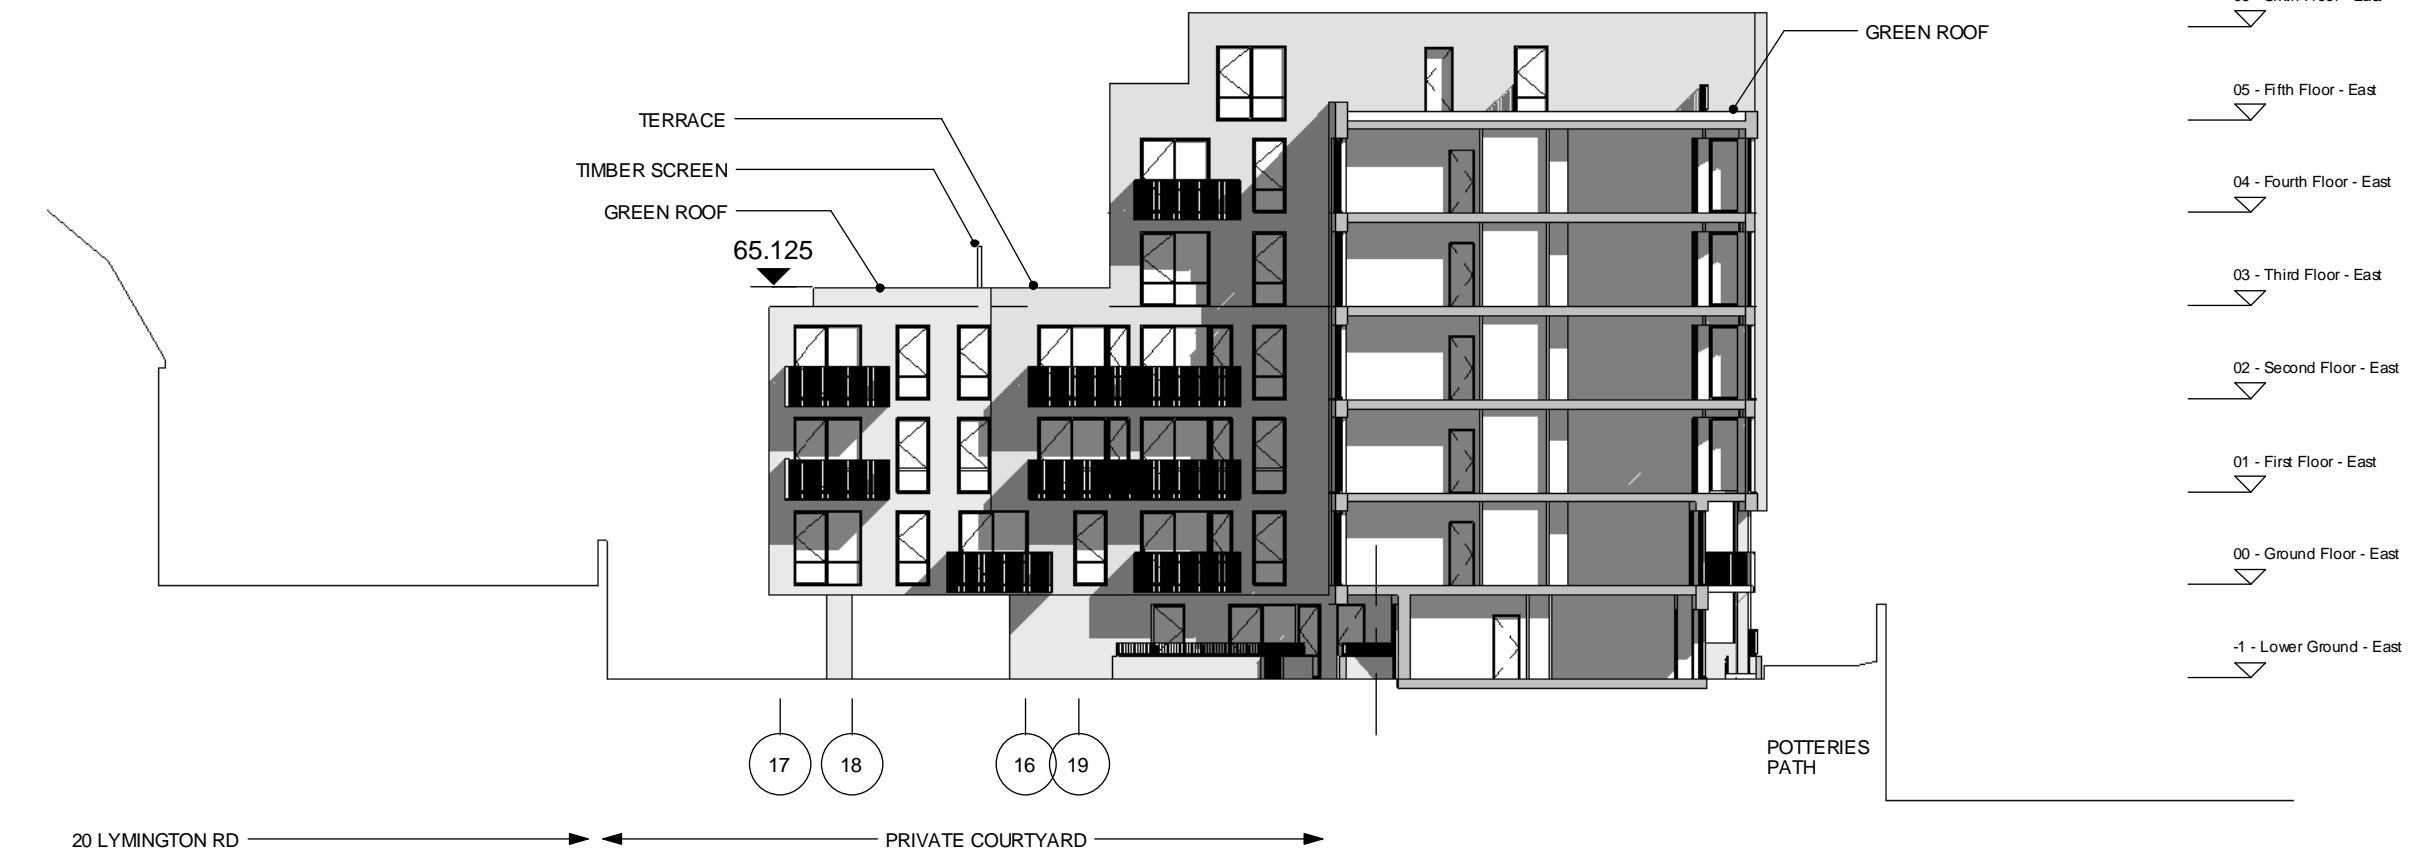 GREEN ROOF
05 - Fifth Floor - East
TERRACE
TIMBER SCREEN
04 - Fourth Floor - East
GREEN ROOF
65.125
03 - Third Floor - East
02 - Second Floor - East
01 - First Floor - East
00 - Ground Floor - East
-1 - Lower Ground - East
POTTERIES
PATH
17
18
16
19
20 LYMINGTON RD
PRIVATE COURTYARD